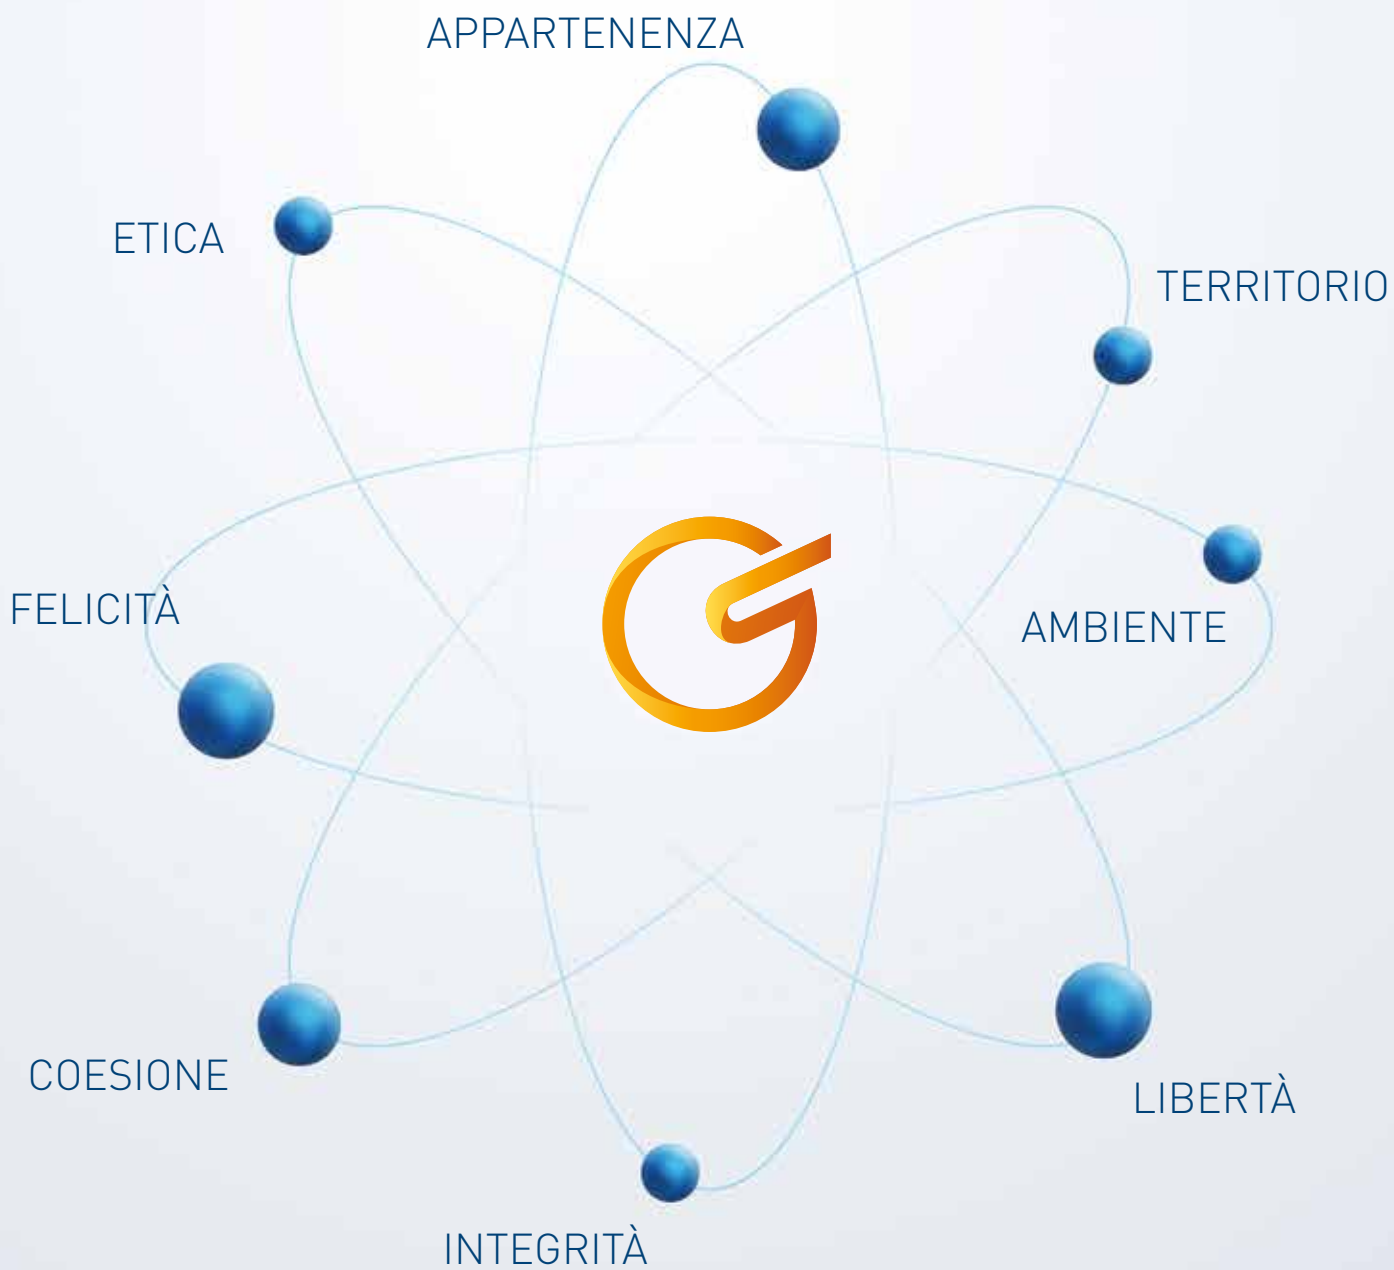 APPARTENENZA
ETICA
TERRITORIO
FELICITÀ
AMBIENTE
COESIONE
LIBERTÀ
INTEGRITÀ